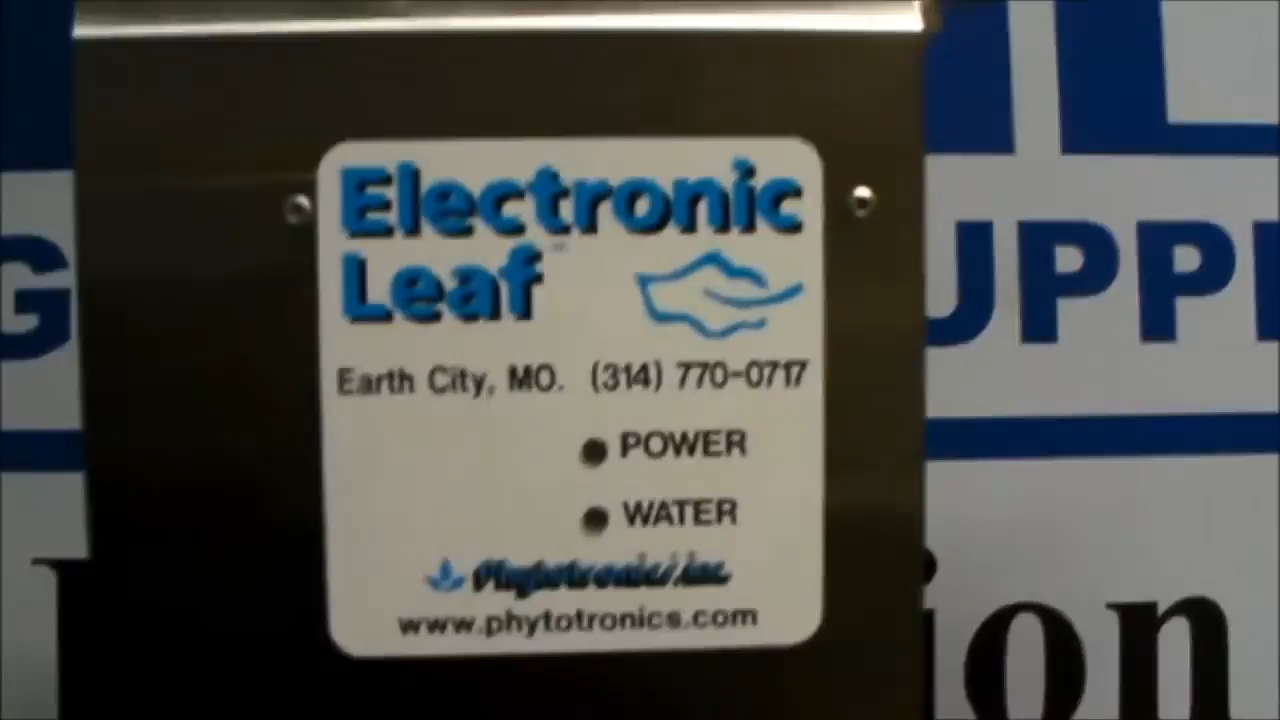 Electronic
Leaf
Earth City, MO. (314) 770-0717
POWER
WATER
Phytotronics, inc.
www.phytotronics.com
G
UPP
ion